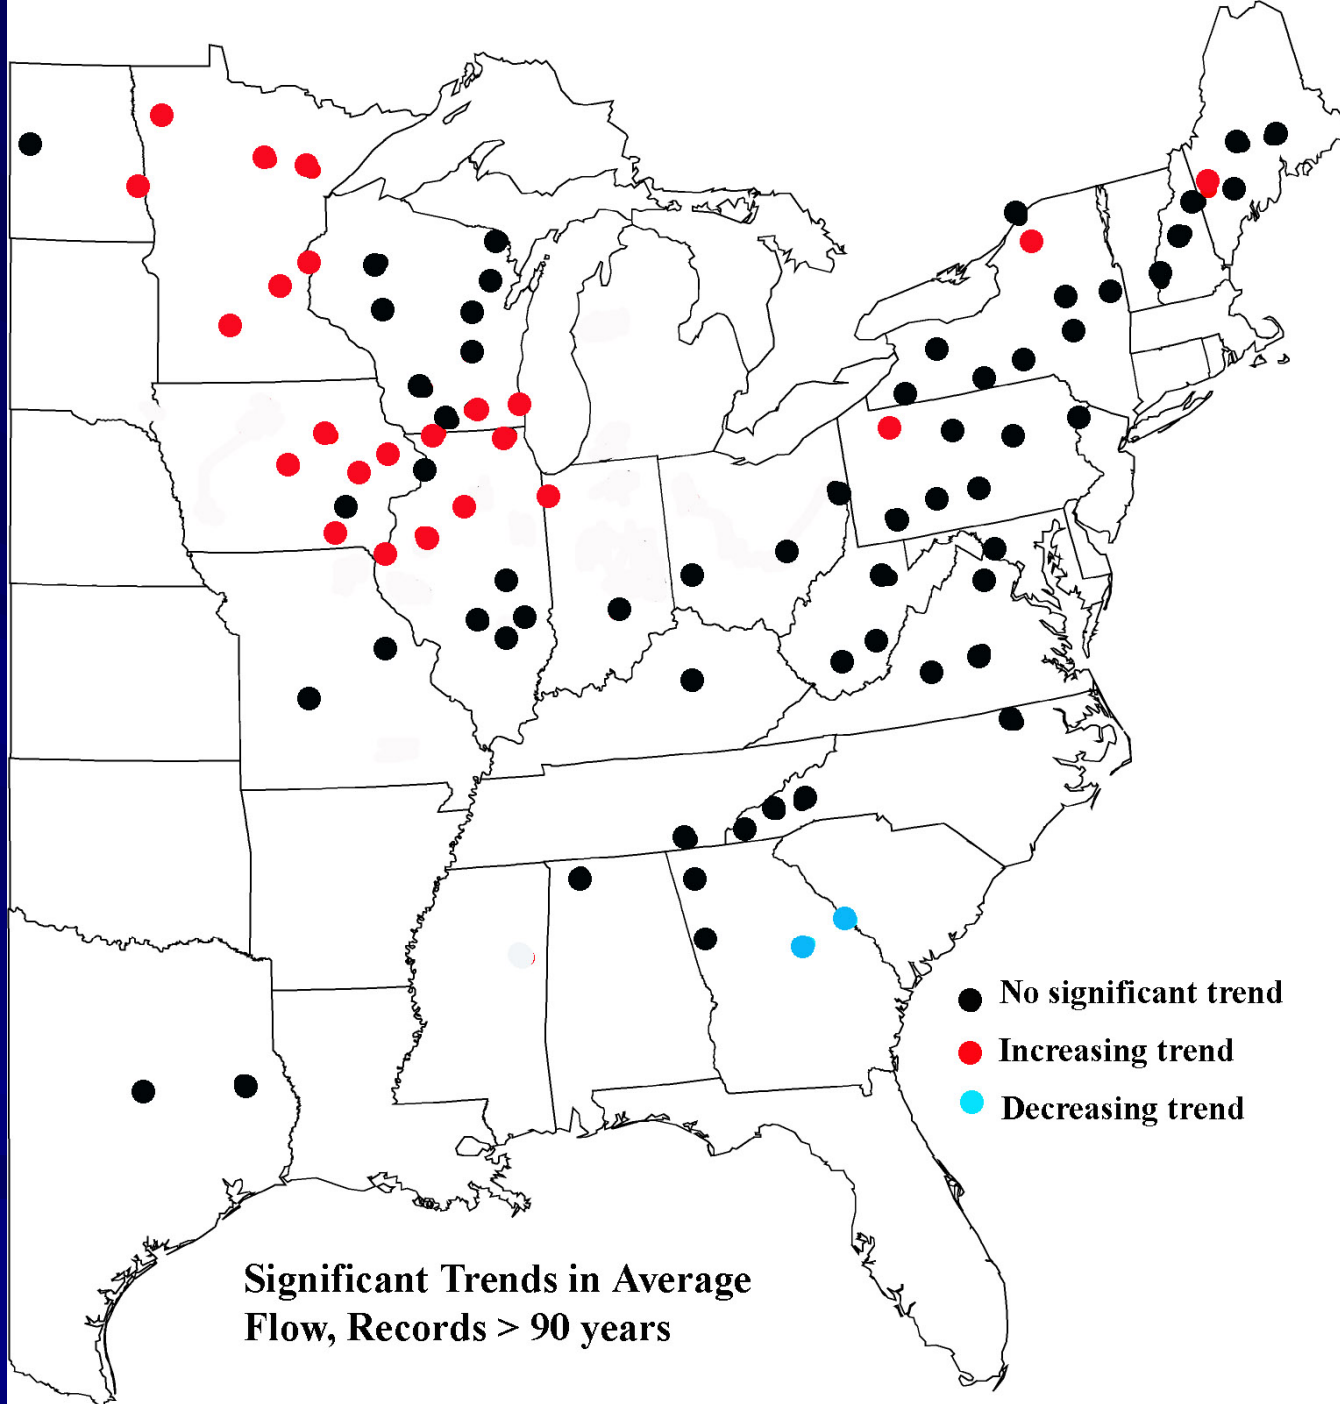 No significant trend
Increasing trend
Decreasing trend
Significant Trends in Average
Flow, Records > 90 years